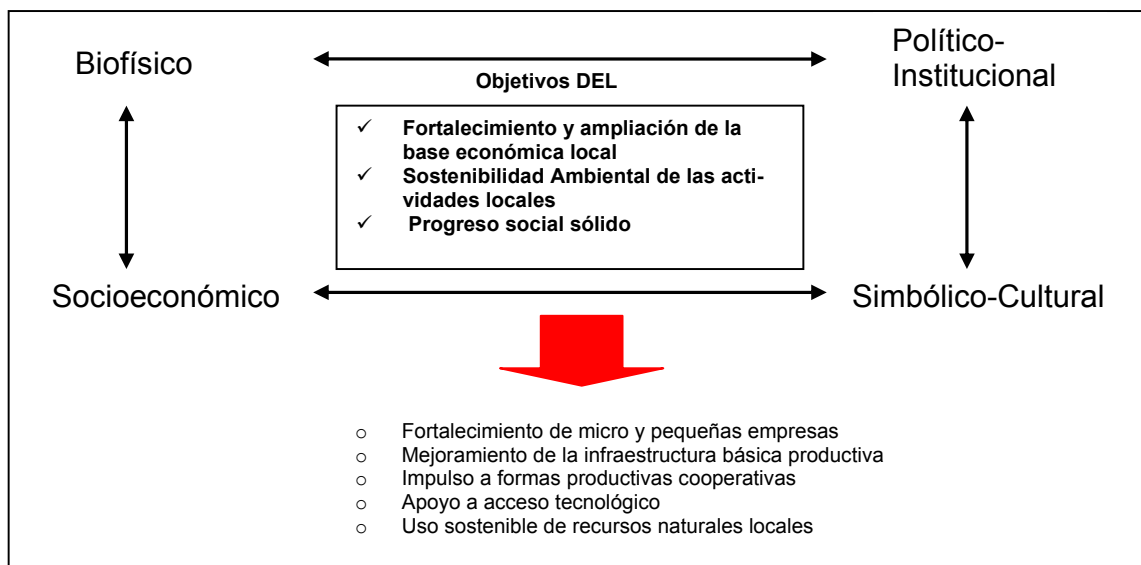 Biofísico
Político-
Institucional
Objetivos DEL
✓ Fortalecimiento y ampliación de la
base económica local
✓ Sostenibilidad Ambiental de las acti-
vidades locales
✓ Progreso social sólido
Socioeconómico
Simbólico-Cultural
o Fortalecimiento de micro y pequeñas empresas
o Mejoramiento de la infraestructura básica productiva
o Impulso a formas productivas cooperativas
o Apoyo a acceso tecnológico
o Uso sostenible de recursos naturales locales